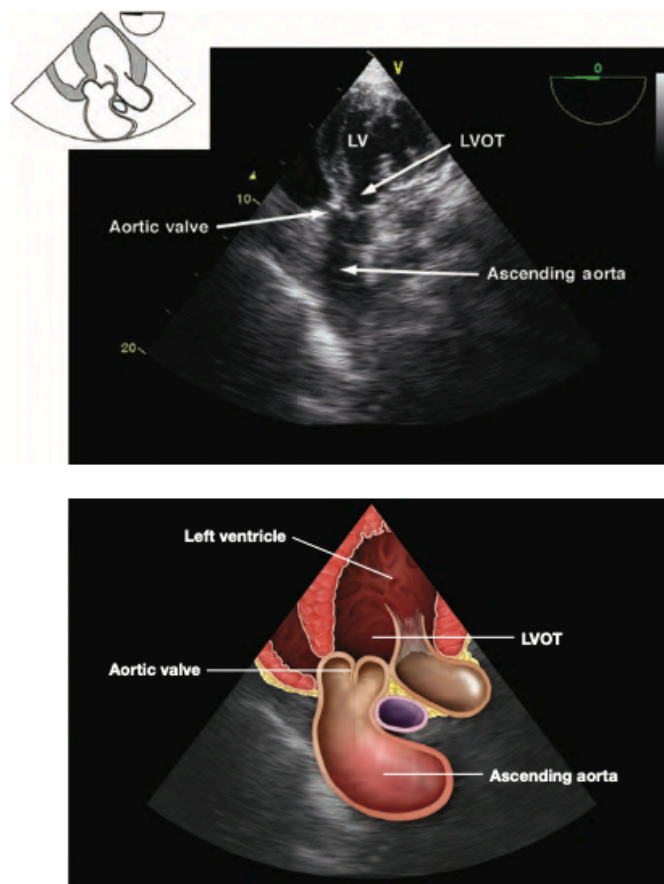 V
0
LV
LVOT
10
Aortic valve
Ascending aorta
20
Left ventricle
LVOT
Aortic valve
Ascending aorta